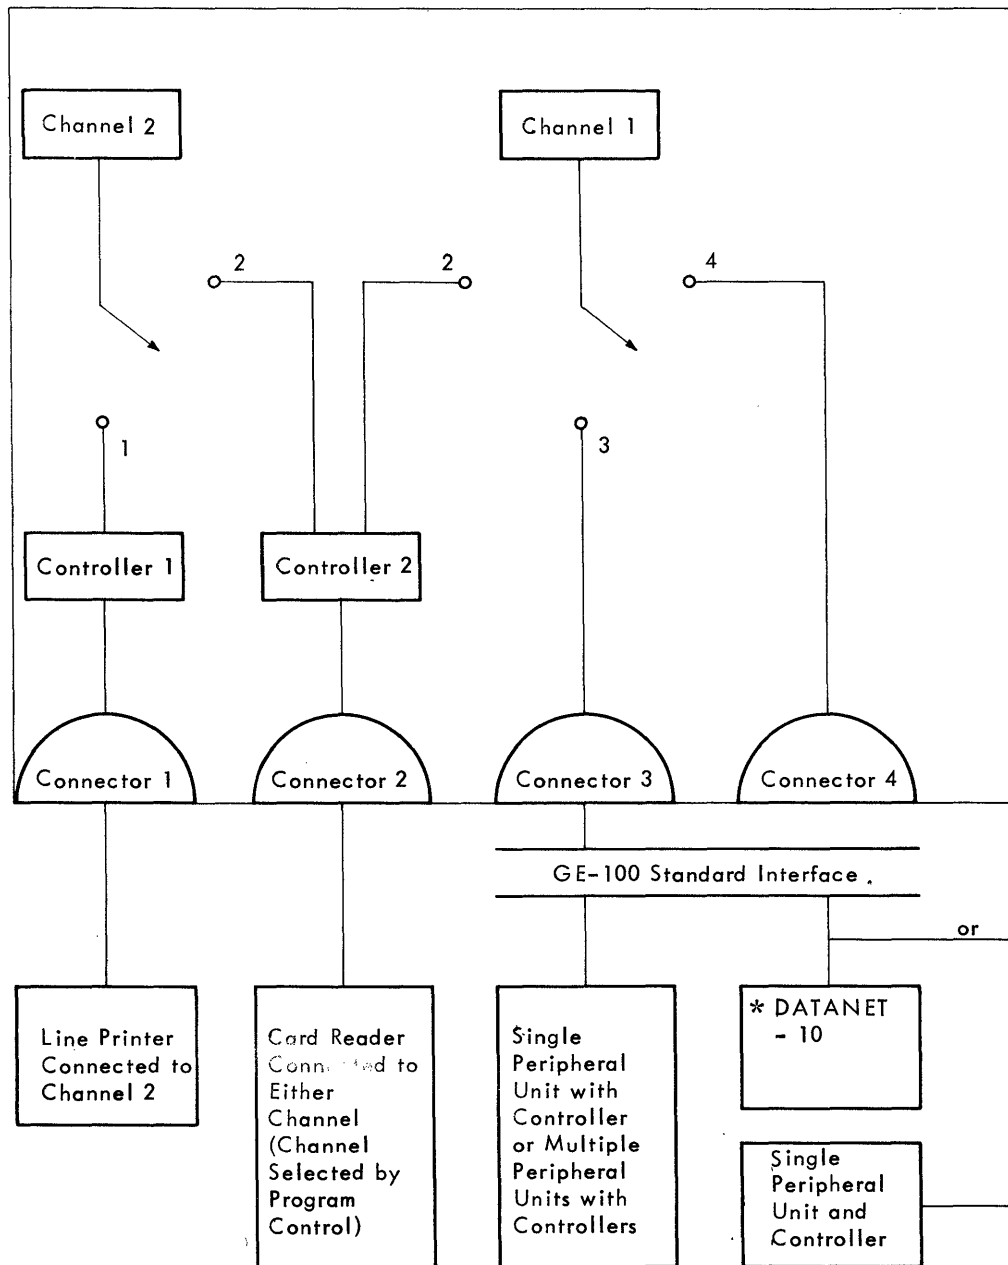 Channel 2
Channel 1
2
2
4
1
3
Controller 1
Controller 2
Connector 1
Connector 2
Connector 3
Connector 4
GE-100 Standard Interface
or
Line Printer
Connected to
Channel 2
Card Reader
Connected to
Either
Channel
(Channel
Selected by
Program
Control)
Single
Peripheral
Unit with
Controller
or Multiple
Peripheral
Units with
Controllers
* DATANET
- 10
Single
Peripheral
Unit and
Controller